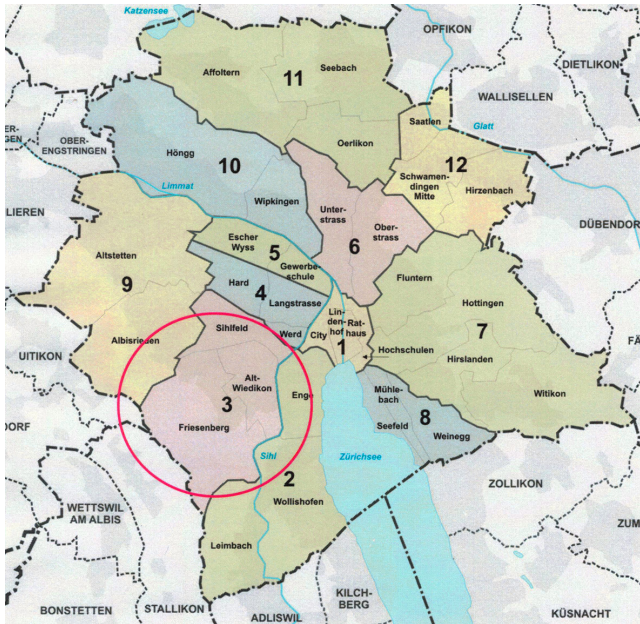 Katzensee
OPFIKON
Affoltern
Seebach
11
DIETLIKON
WALLISELLEN
Saatlen
Glatt
OBER-
ENGSTRINGEN
GEN
Höngg
10
Oerlikon
12
Limmat
Schwamen-
dingen
Mitte
Hirzenbach
Wipkingen
Unter-
strass
Ober-
strass
6
LIEREN
DÜBENDOR
Altstetten
9
Escher
Wyss
5
Gewerbe-
schule
Fluntern
Hard
4
Langstrasse
Hottingen
7
Werd
City
Lin-
den-
hof
Rat-
haus
1
Hochschulen
Hirslanden
Albisrieden
Sihlfeld
UITIKON
Witikon
Alt-
Wiedikon
3
Friesenberg
Enge
Mühle-
bach
8
Seefeld
Weinegg
DORF
Sihl
2
Zürichsee
Wollishofen
ZOLLIKON
WETTSWIL
AM ALBIS
ZUM
Leimbach
BONSTETTEN
STALLIKON
ADLISWIL
KILCH-
BERG
KÜSNACHT